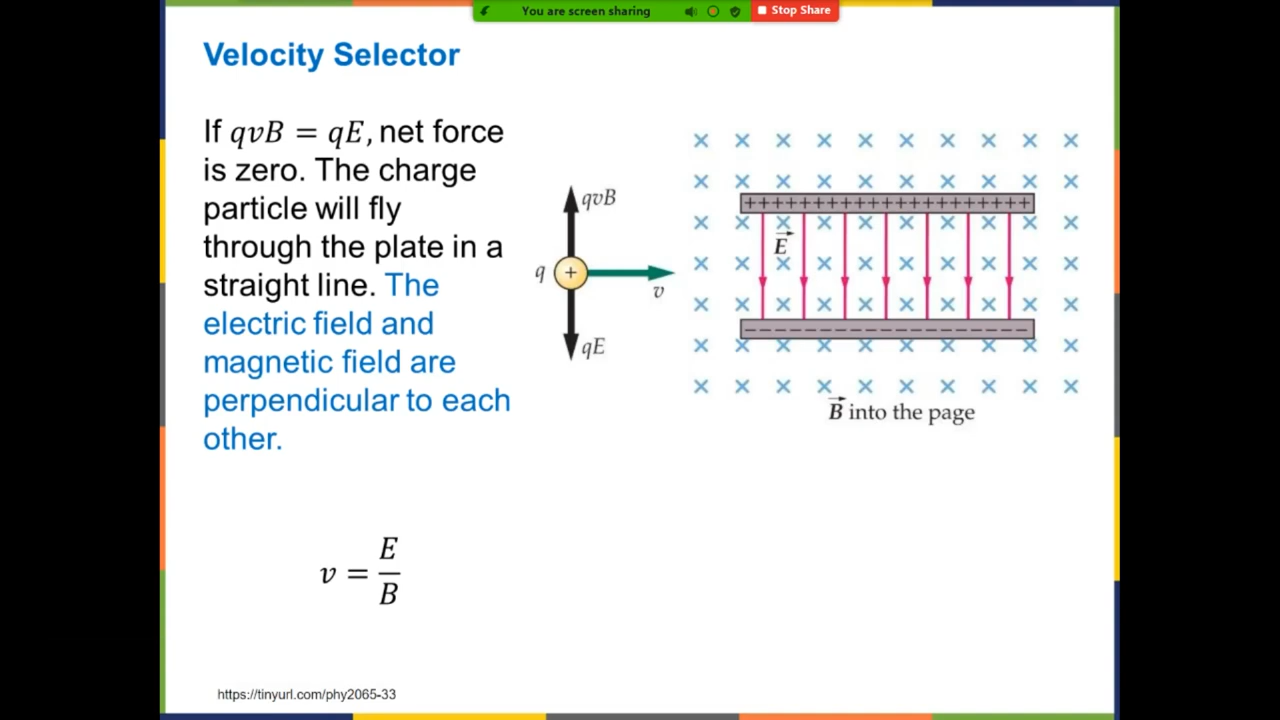 You are screen sharing
Stop Share
Velocity Selector
If qvB = qE, net force
is zero. The charge
particle will fly
through the plate in a
straight line. The
electric field and
magnetic field are
perpendicular to each
other.
v = E/B
qvB
q +
v
qE
× × × × × × × × × ×
× × × × × × × × × ×
+++++++++++++++++++++
× × × × × × × × × ×
E
× × × × × × × × × ×
× × × × × × × × × ×
−−−−−−−−−−−−−−−−−−−−
× × × × × × × × × ×
× × × × × × × × × ×
B into the page
https://tinyurl.com/phy2065-33